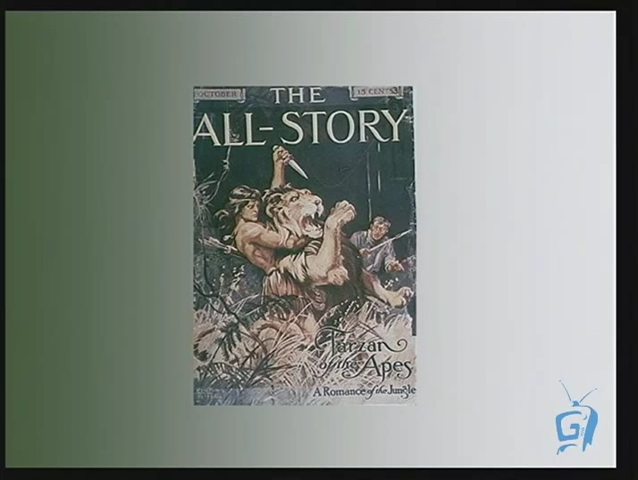 OCTOBER
15 CENTS
THE
ALL-STORY
Tarzan
of the Apes
A Romance of the Jungle
G